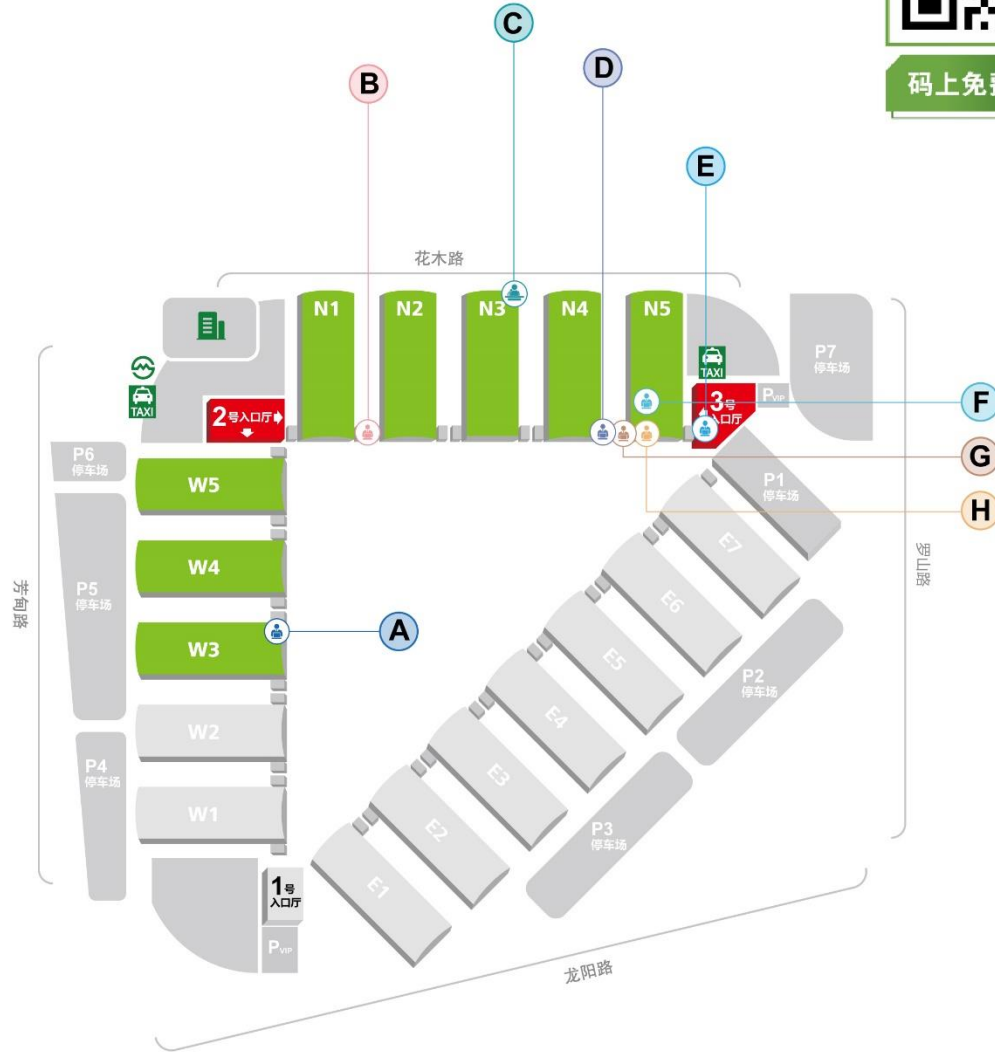 C
D
B
码上免
E
花木路
N1
N2
N3
N4
N5
TAXI
P7
停车场
TAXI
2号入口厅
3号
入口厅
PVIP
F
G
H
P6
停车场
W5
P1
停车场
E7
芳甸路
P5
停车场
W4
E6
罗山路
W3
A
E5
P2
停车场
W2
E4
P4
停车场
E3
W1
E2
P3
停车场
E1
1号
入口厅
PVIP
龙阳路